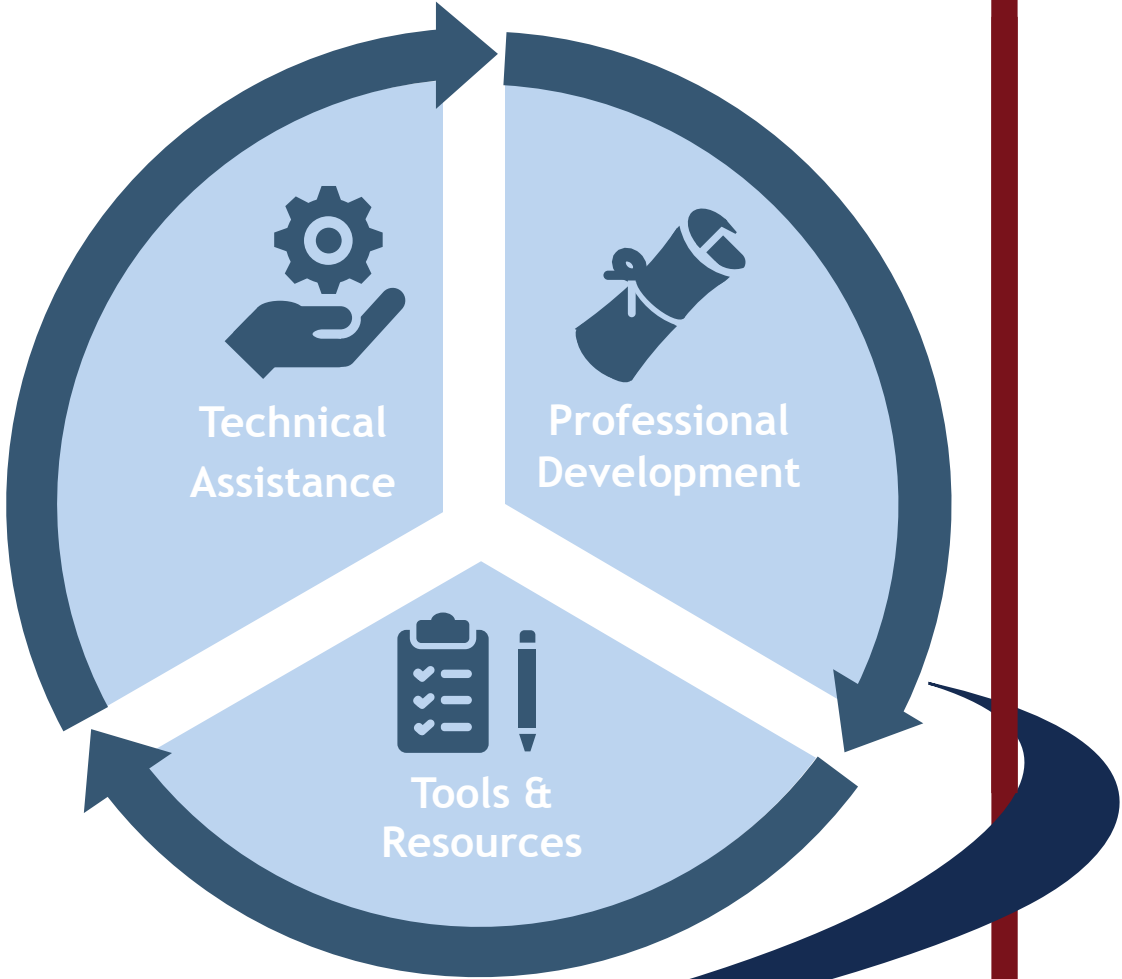 Technical
Assistance
Professional
Development
Tools &
Resources